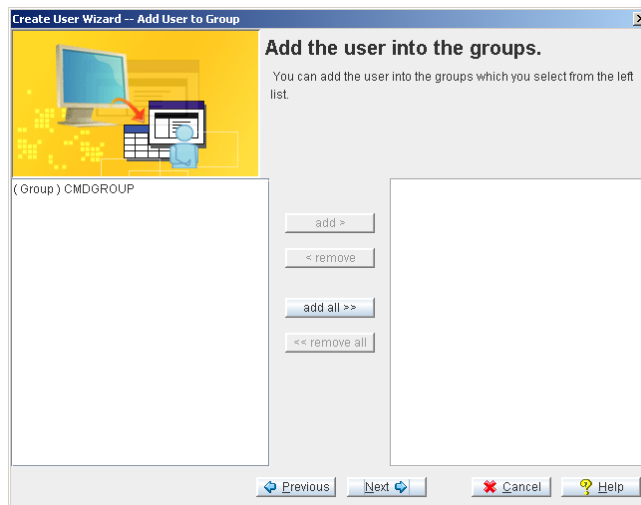 Create User Wizard -- Add User to Group
Add the user into the groups.
You can add the user into the groups which you select from the left
list.
( Group ) CMDGROUP
add >
< remove
add all >>
<< remove all
Previous
Next
Cancel
Help